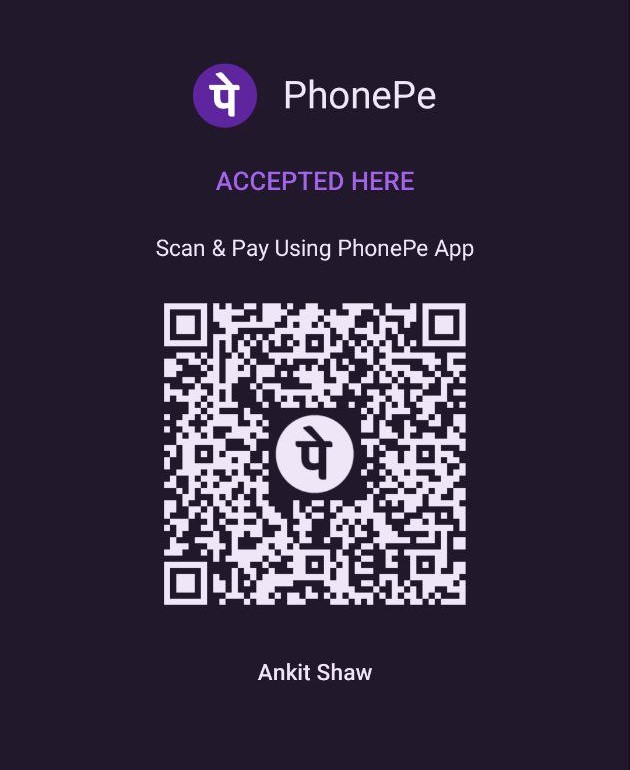 पे PhonePe
ACCEPTED HERE
Scan & Pay Using PhonePe App
पे
Ankit Shaw